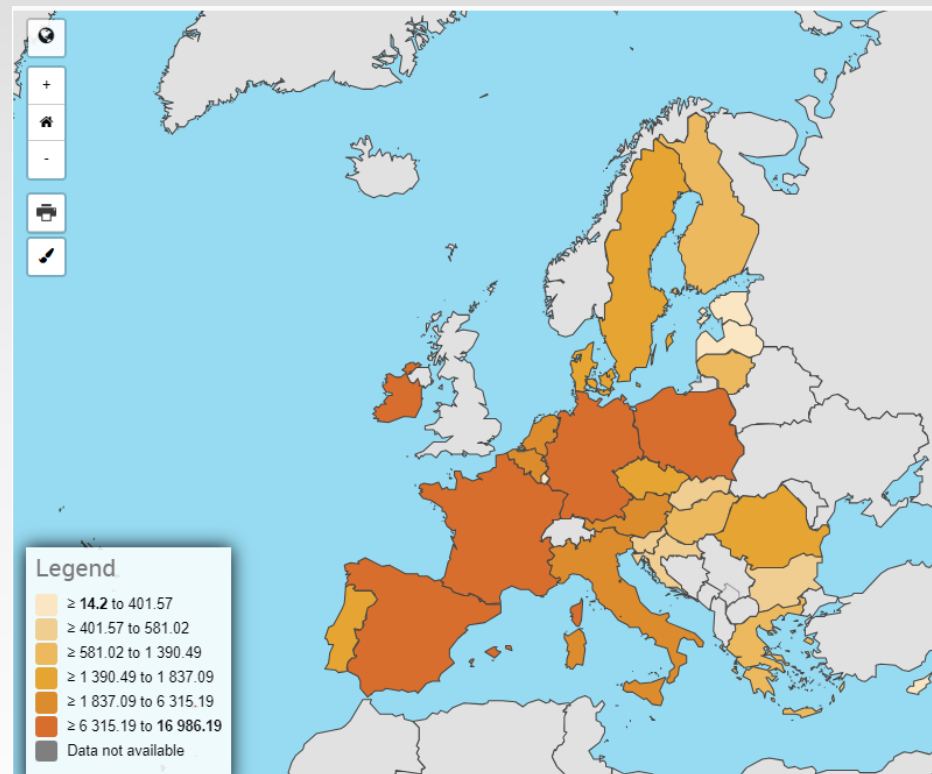 +
-
Legend
≥ 14.2 to 401.57
≥ 401.57 to 581.02
≥ 581.02 to 1 390.49
≥ 1 390.49 to 1 837.09
≥ 1 837.09 to 6 315.19
≥ 6 315.19 to 16 986.19
Data not available